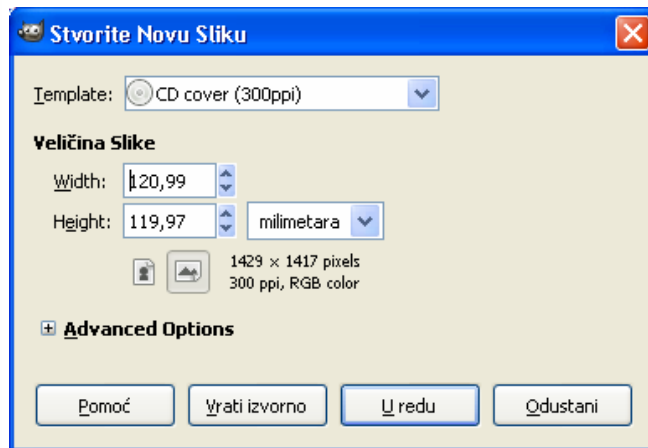 Stvorite Novu Sliku
Template: CD cover (300ppi)
Veličina Slike
Width: 120,99
Height: 119,97 milimetara
1429 × 1417 pixels
300 ppi, RGB color
Advanced Options
Pomoć Vrati izvorno U redu Odustani